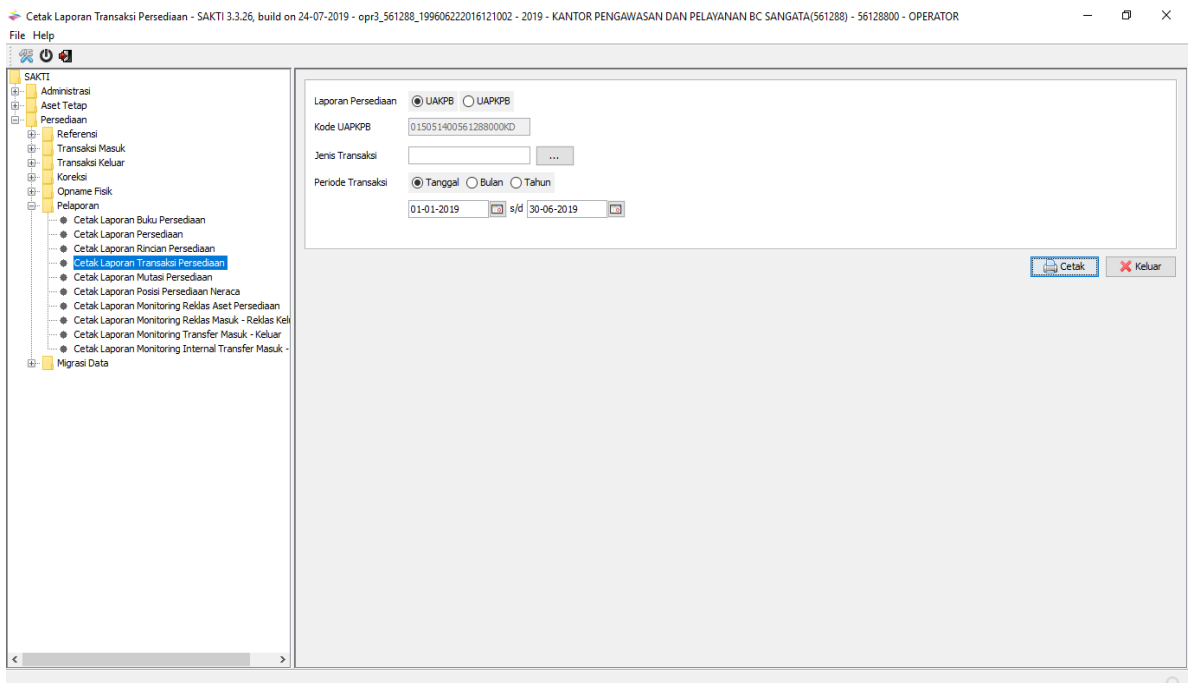 Cetak Laporan Transaksi Persediaan - SAKTI 3.3.26, build on 24-07-2019 - opr3_561288_199606222016121002 - 2019 - KANTOR PENGAWASAN DAN PELAYANAN BC SANGATA(561288) - 56128800 - OPERATOR
File Help
SAKTI
Administrasi
Aset Tetap
Persediaan
Referensi
Transaksi Masuk
Transaksi Keluar
Koreksi
Opname Fisik
Pelaporan
Cetak Laporan Buku Persediaan
Cetak Laporan Persediaan
Cetak Laporan Rincian Persediaan
Cetak Laporan Transaksi Persediaan
Cetak Laporan Mutasi Persediaan
Cetak Laporan Posisi Persediaan Neraca
Cetak Laporan Monitoring Reklas Aset Persediaan
Cetak Laporan Monitoring Reklas Masuk - Reklas Kelu
Cetak Laporan Monitoring Transfer Masuk - Keluar
Cetak Laporan Monitoring Internal Transfer Masuk -
Migrasi Data
Laporan Persediaan UAKPB UAPKPB
Kode UAPKPB 015051400561288000KD
Jenis Transaksi ...
Periode Transaksi Tanggal Bulan Tahun
01-01-2019 s/d 30-06-2019
Cetak Keluar